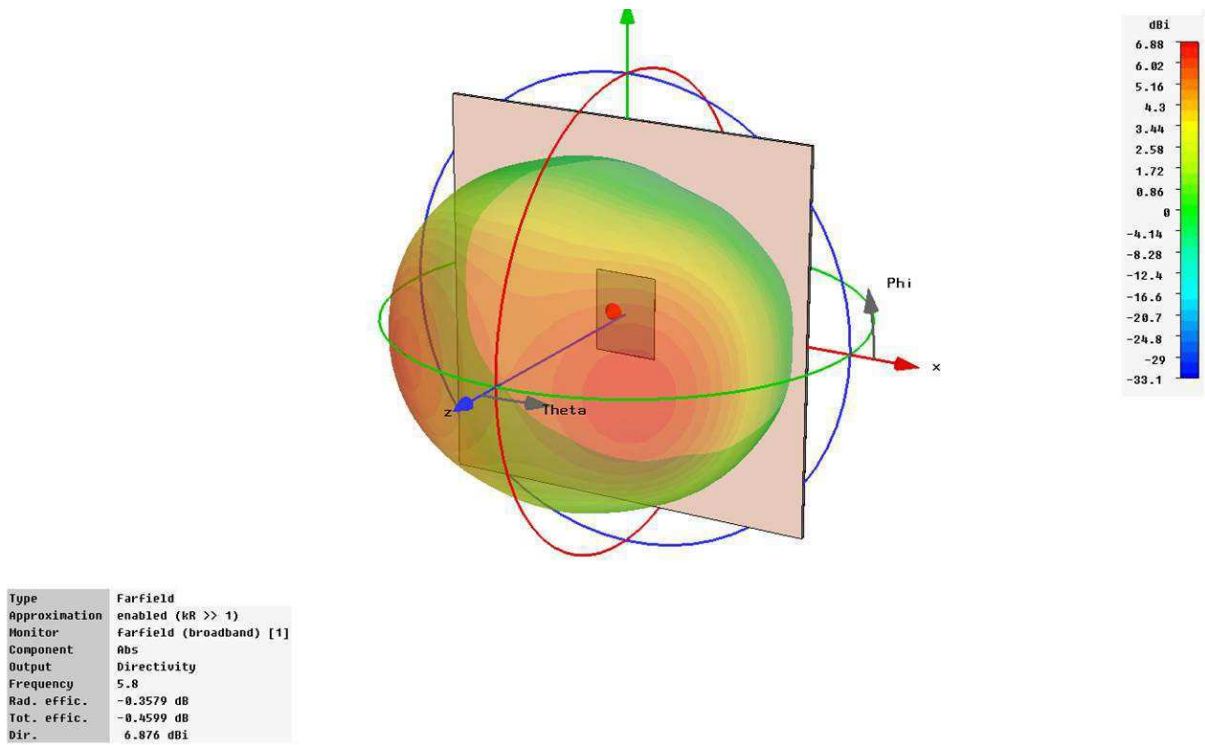 dBi
6.88
6.02
5.16
4.3
3.44
2.58
1.72
0.86
0
-4.14
-8.28
-12.4
-16.6
-20.7
-24.8
-29
-33.1
Phi
x
z
Theta
Type Farfield
Approximation enabled (kR >> 1)
Monitor farfield (broadband) [1]
Component Abs
Output Directivity
Frequency 5.8
Rad. effic. -0.3579 dB
Tot. effic. -0.4599 dB
Dir. 6.876 dBi